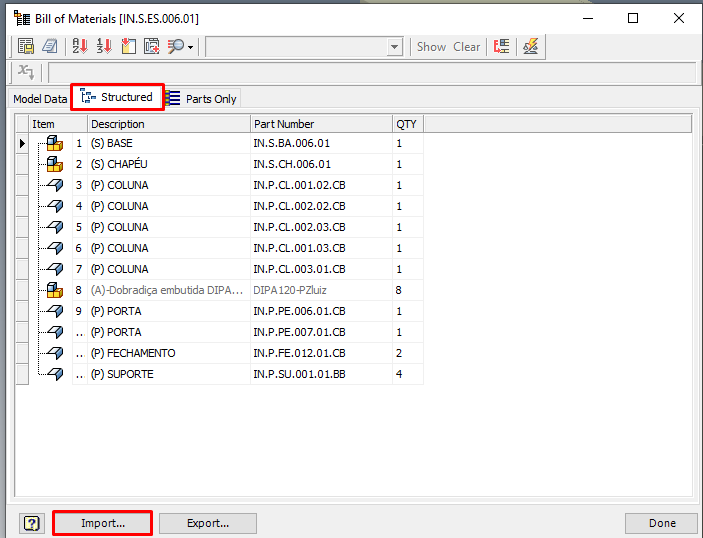 Bill of Materials [IN.S.ES.006.01]
Show Clear
Model Data Structured Parts Only
Item Description Part Number QTY
1 (S) BASE IN.S.BA.006.01 1
2 (S) CHAPÉU IN.S.CH.006.01 1
3 (P) COLUNA IN.P.CL.001.02.CB 1
4 (P) COLUNA IN.P.CL.002.02.CB 1
5 (P) COLUNA IN.P.CL.002.03.CB 1
6 (P) COLUNA IN.P.CL.001.03.CB 1
7 (P) COLUNA IN.P.CL.003.01.CB 1
8 (A)-Dobradiça embutida DIPA... DIPA120-PZluiz 8
9 (P) PORTA IN.P.PE.006.01.CB 1
... (P) PORTA IN.P.PE.007.01.CB 1
... (P) FECHAMENTO IN.P.FE.012.01.CB 2
... (P) SUPORTE IN.P.SU.001.01.BB 4
? Import... Export... Done